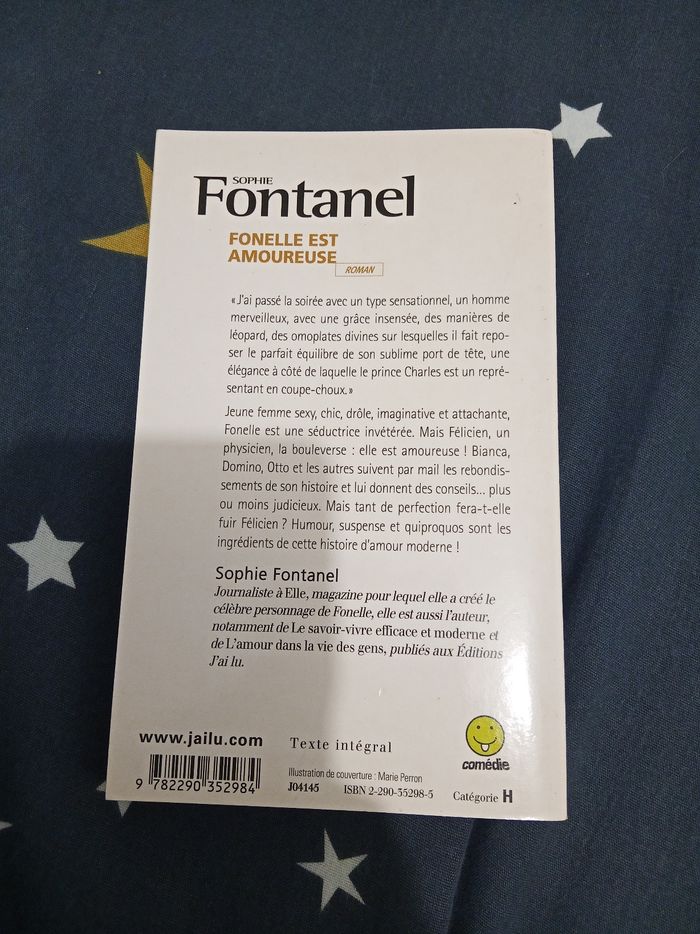 SOPHIE
Fontanel
FONELLE EST
AMOUREUSE
ROMAN
« J'ai passé la soirée avec un type sensationnel, un homme
merveilleux, avec une grâce insensée, des manières de
léopard, des omoplates divines sur lesquelles il fait repo-
ser le parfait équilibre de son sublime port de tête, une
élégance à côté de laquelle le prince Charles est un repré-
sentant en coupe-choux. »
Jeune femme sexy, chic, drôle, imaginative et attachante,
Fonelle est une séductrice invétérée. Mais Félicien, un
physicien, la bouleverse : elle est amoureuse ! Bianca,
Domino, Otto et les autres suivent par mail les rebondis-
sements de son histoire et lui donnent des conseils... plus
ou moins judicieux. Mais tant de perfection fera-t-elle
fuir Félicien ? Humour, suspense et quiproquos sont les
ingrédients de cette histoire d'amour moderne !
Sophie Fontanel
Journaliste à Elle, magazine pour lequel elle a créé le
célèbre personnage de Fonelle, elle est aussi l'auteur,
notamment de Le savoir-vivre efficace et moderne et
de L'amour dans la vie des gens, publiés aux Éditions
J'ai lu.
www.jailu.com
Texte intégral
comédie
9 782290 352984
Illustration de couverture : Marie Perron
J04145 ISBN 2-290-35298-5 Catégorie H